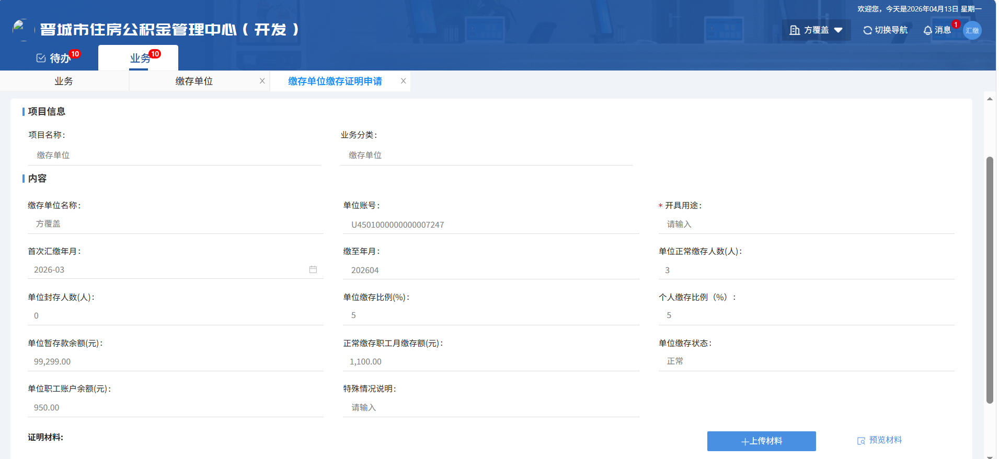 欢迎您，今天是2026年04月13日 星期一
晋城市住房公积金管理中心（开发）
方覆盖
切换导航
消息 1
汇缴
待办 10
业务 10
业务
缴存单位
缴存单位缴存证明申请
项目信息
项目名称：
业务分类：
缴存单位
缴存单位
内容
缴存单位名称：
单位账号：
* 开具用途：
方覆盖
U4501000000000007247
请输入
首次汇缴年月：
缴至年月：
单位正常缴存人数(人)：
2026-03
202604
3
单位封存人数(人)：
单位缴存比例(%)：
个人缴存比例（%）：
0
5
5
单位暂存款余额(元)：
正常缴存职工月缴存额(元)：
单位缴存状态：
99,299.00
1,100.00
正常
单位职工账户余额(元)：
特殊情况说明：
950.00
请输入
证明材料:
上传材料
预览材料